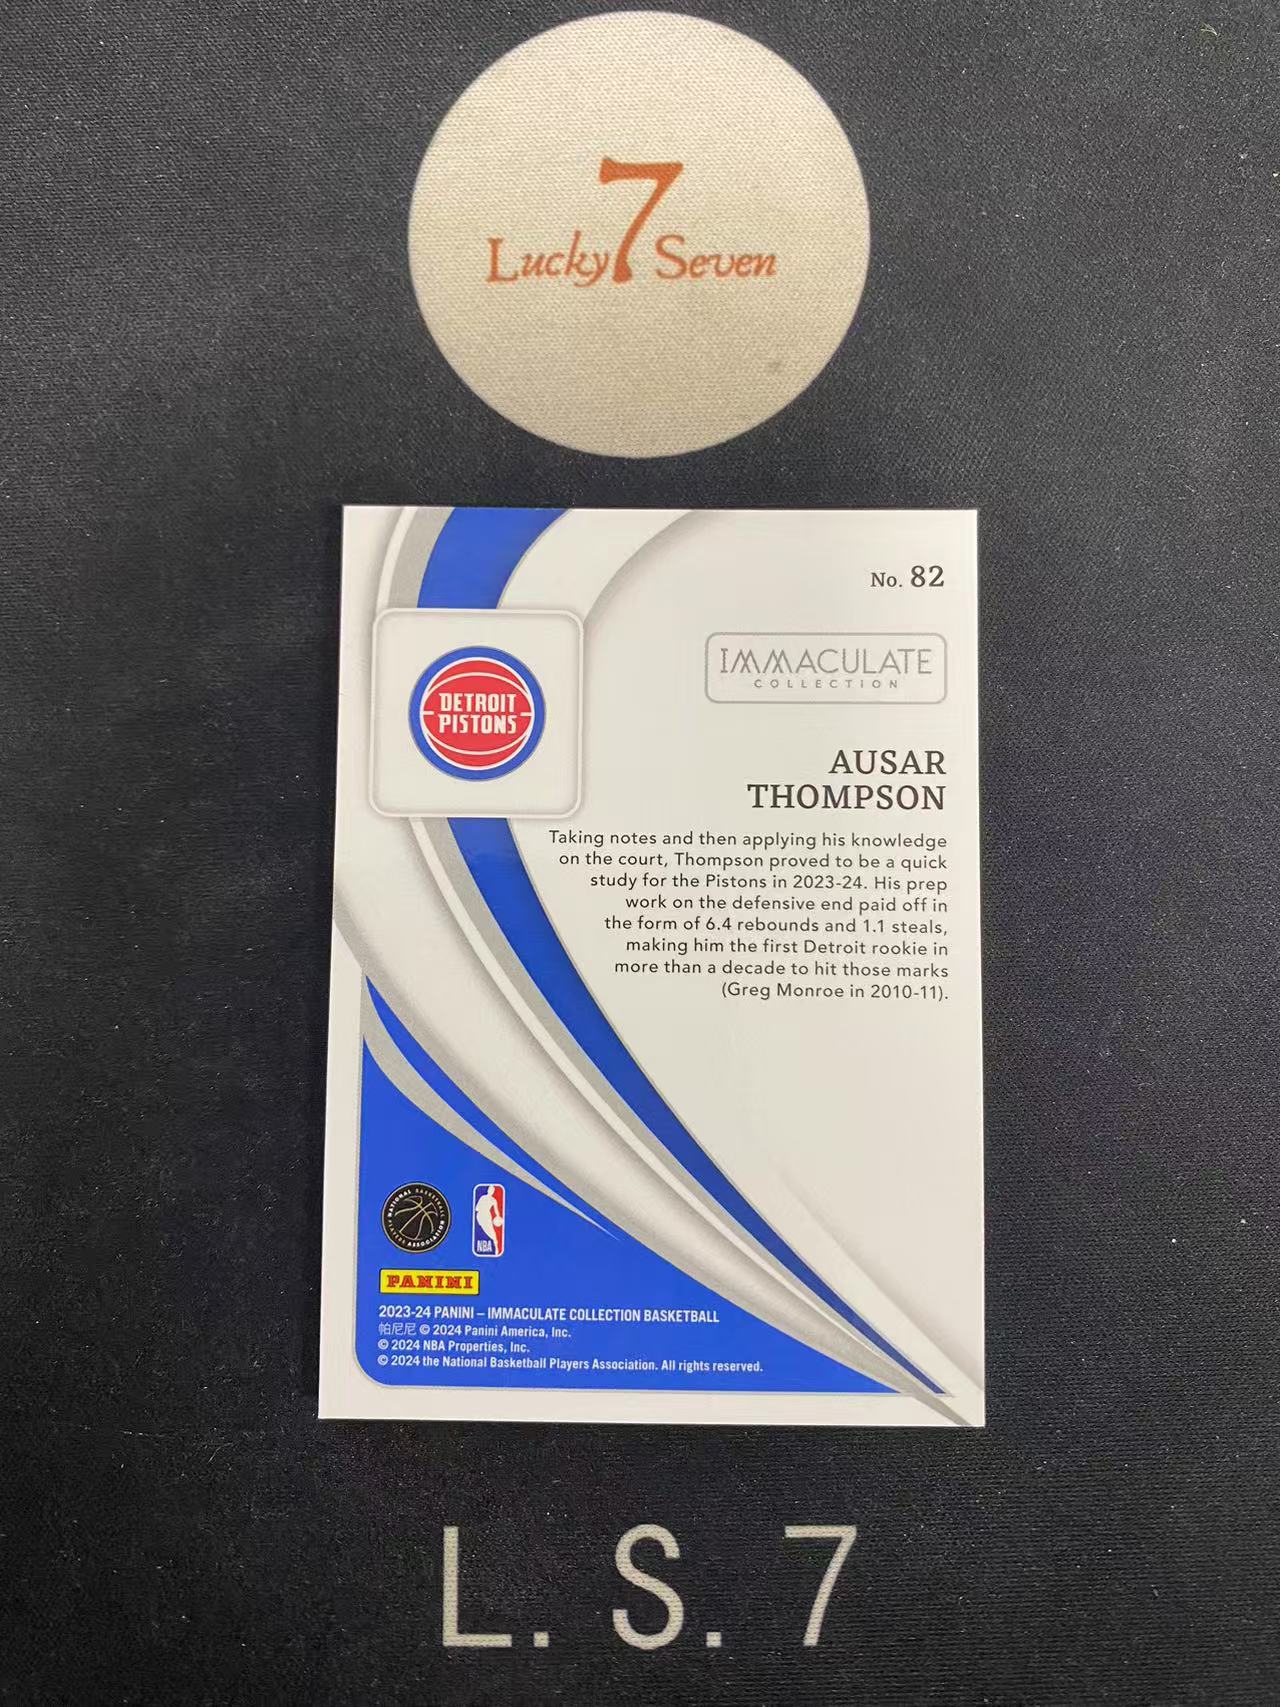 7
Lucky Seven
No. 82
IMMACULATE
COLLECTION
DETROIT
PISTONS
AUSAR
THOMPSON
Taking notes and then applying his knowledge
on the court, Thompson proved to be a quick
study for the Pistons in 2023-24. His prep
work on the defensive end paid off in
the form of 6.4 rebounds and 1.1 steals,
making him the first Detroit rookie in
more than a decade to hit those marks
(Greg Monroe in 2010-11).
NATIONAL BASKETBALL
PLAYERS ASSOCIATION
NBA
PANINI
2023-24 PANINI – IMMACULATE COLLECTION BASKETBALL
帕尼尼 © 2024 Panini America, Inc.
© 2024 NBA Properties, Inc.
© 2024 the National Basketball Players Association. All rights reserved.
L. S. 7